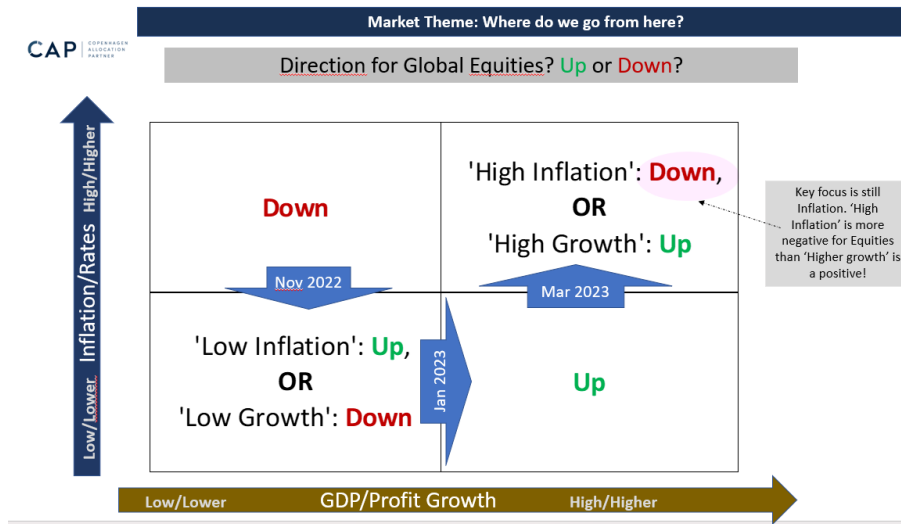 Market Theme: Where do we go from here?
CAP
COPENHAGEN
ALLOCATION
PARTNER
Direction for Global Equities? Up or Down?
Low/Lower Inflation/Rates High/Higher
Down
'High Inflation': Down,
OR
'High Growth': Up
Key focus is still
Inflation. ‘High
Inflation’ is more
negative for Equities
than ‘Higher growth’ is
a positive!
Nov 2022
Mar 2023
'Low Inflation': Up,
OR
'Low Growth': Down
Jan 2023
Up
Low/Lower GDP/Profit Growth High/Higher